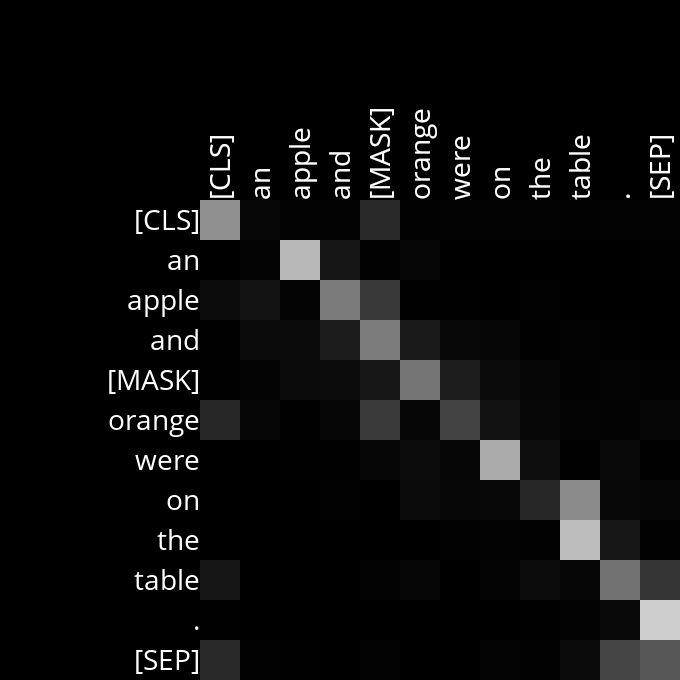 [CLS] an apple and [MASK] orange were on the table . [SEP]
[CLS]
an
apple
and
[MASK]
orange
were
on
the
table
.
[SEP]